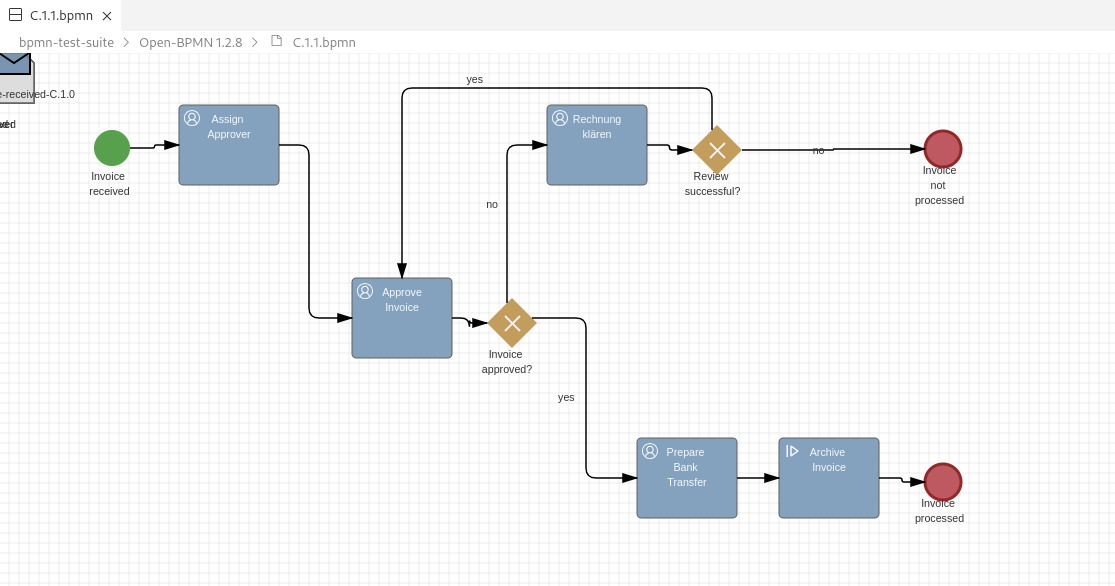 C.1.1.bpmn
bpmn-test-suite
Open-BPMN 1.2.8
C.1.1.bpmn
e-received-C.1.0
Invoice
received
Assign
Approver
yes
Rechnung
klären
Review
successful?
no
Invoice
not
processed
no
Approve
Invoice
Invoice
approved?
yes
Prepare
Bank
Transfer
Archive
Invoice
Invoice
processed